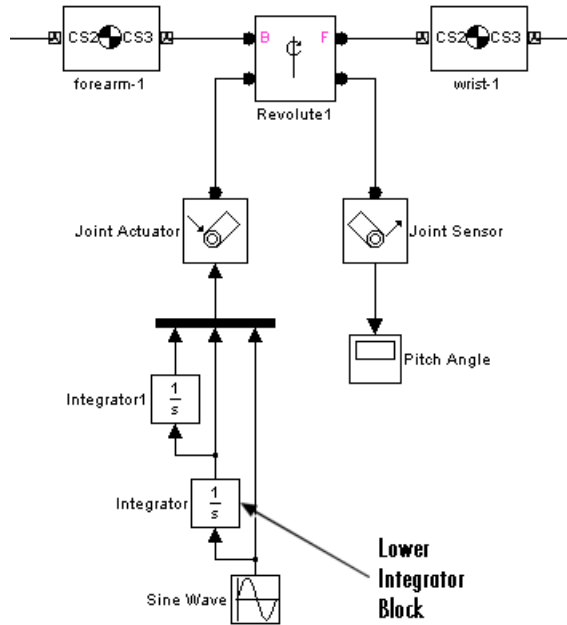 CS2 CS3
B F
CS2 CS3
forearm-1
Revolute1
wrist-1
Joint Actuator
Joint Sensor
Pitch Angle
Integrator1
1
s
Integrator
1
s
Sine Wave
Lower
Integrator
Block